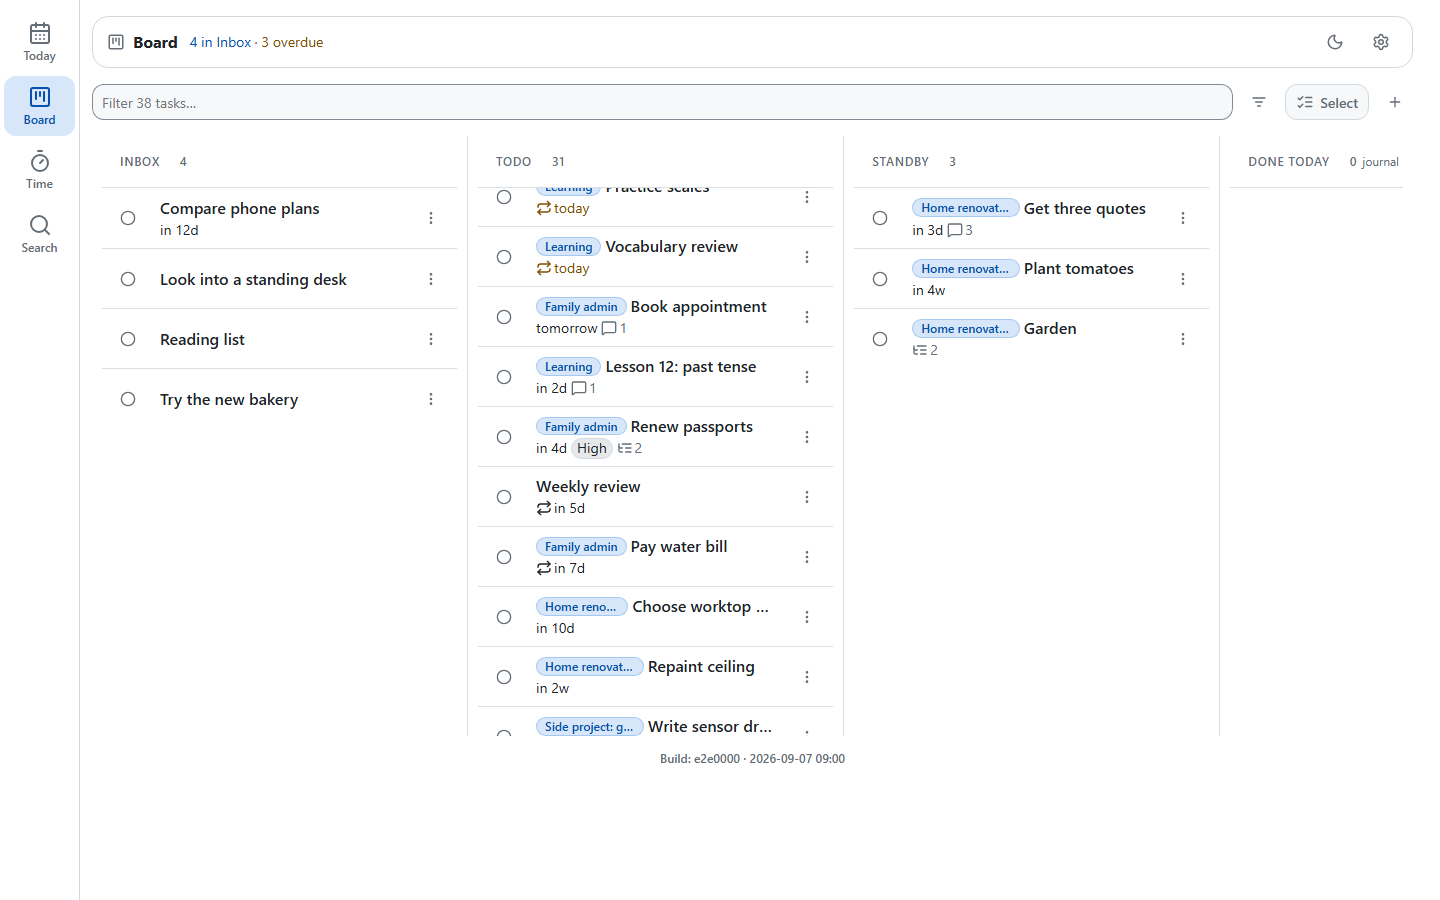 Today
Board
Time
Search
Board 4 in Inbox · 3 overdue
Filter 38 tasks...
Select
INBOX 4
Compare phone plans
in 12d
Look into a standing desk
Reading list
Try the new bakery
TODO 31
Learning Practice scales
today
Learning Vocabulary review
today
Family admin Book appointment
tomorrow 1
Learning Lesson 12: past tense
in 2d 1
Family admin Renew passports
in 4d High 2
Weekly review
in 5d
Family admin Pay water bill
in 7d
Home reno... Choose worktop ...
in 10d
Home renovat... Repaint ceiling
in 2w
Side project: g... Write sensor dr...
STANDBY 3
Home renovat... Get three quotes
in 3d 3
Home renovat... Plant tomatoes
in 4w
Home renovat... Garden
2
DONE TODAY 0 journal
Build: e2e0000 · 2026-09-07 09:00